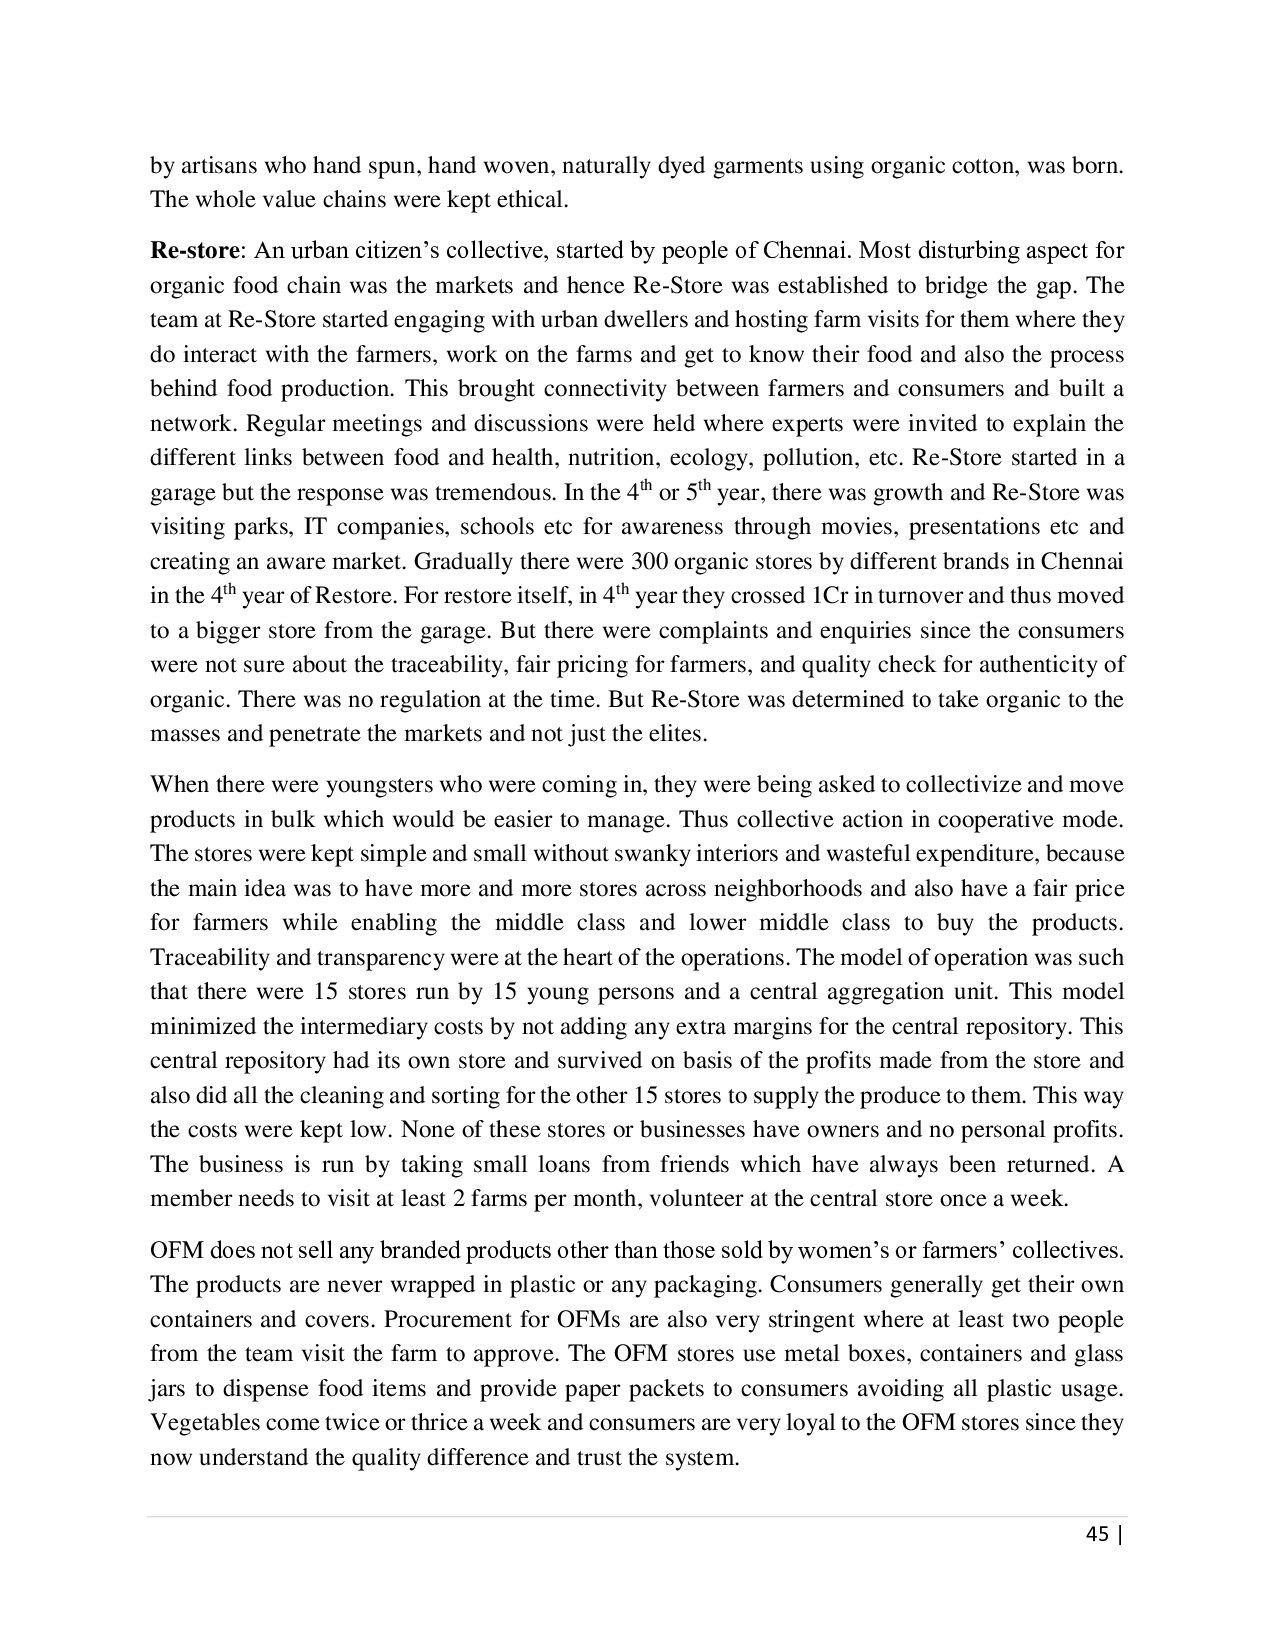 by artisans who hand spun, hand woven, naturally dyed garments using organic cotton, was born.
The whole value chains were kept ethical.
Re-store: An urban citizen’s collective, started by people of Chennai. Most disturbing aspect for
organic food chain was the markets and hence Re-Store was established to bridge the gap. The
team at Re-Store started engaging with urban dwellers and hosting farm visits for them where they
do interact with the farmers, work on the farms and get to know their food and also the process
behind food production. This brought connectivity between farmers and consumers and built a
network. Regular meetings and discussions were held where experts were invited to explain the
different links between food and health, nutrition, ecology, pollution, etc. Re-Store started in a
garage but the response was tremendous. In the 4th or 5th year, there was growth and Re-Store was
visiting parks, IT companies, schools etc for awareness through movies, presentations etc and
creating an aware market. Gradually there were 300 organic stores by different brands in Chennai
in the 4th year of Restore. For restore itself, in 4th year they crossed 1Cr in turnover and thus moved
to a bigger store from the garage. But there were complaints and enquiries since the consumers
were not sure about the traceability, fair pricing for farmers, and quality check for authenticity of
organic. There was no regulation at the time. But Re-Store was determined to take organic to the
masses and penetrate the markets and not just the elites.
When there were youngsters who were coming in, they were being asked to collectivize and move
products in bulk which would be easier to manage. Thus collective action in cooperative mode.
The stores were kept simple and small without swanky interiors and wasteful expenditure, because
the main idea was to have more and more stores across neighborhoods and also have a fair price
for farmers while enabling the middle class and lower middle class to buy the products.
Traceability and transparency were at the heart of the operations. The model of operation was such
that there were 15 stores run by 15 young persons and a central aggregation unit. This model
minimized the intermediary costs by not adding any extra margins for the central repository. This
central repository had its own store and survived on basis of the profits made from the store and
also did all the cleaning and sorting for the other 15 stores to supply the produce to them. This way
the costs were kept low. None of these stores or businesses have owners and no personal profits.
The business is run by taking small loans from friends which have always been returned. A
member needs to visit at least 2 farms per month, volunteer at the central store once a week.
OFM does not sell any branded products other than those sold by women’s or farmers’ collectives.
The products are never wrapped in plastic or any packaging. Consumers generally get their own
containers and covers. Procurement for OFMs are also very stringent where at least two people
from the team visit the farm to approve. The OFM stores use metal boxes, containers and glass
jars to dispense food items and provide paper packets to consumers avoiding all plastic usage.
Vegetables come twice or thrice a week and consumers are very loyal to the OFM stores since they
now understand the quality difference and trust the system.
45 |